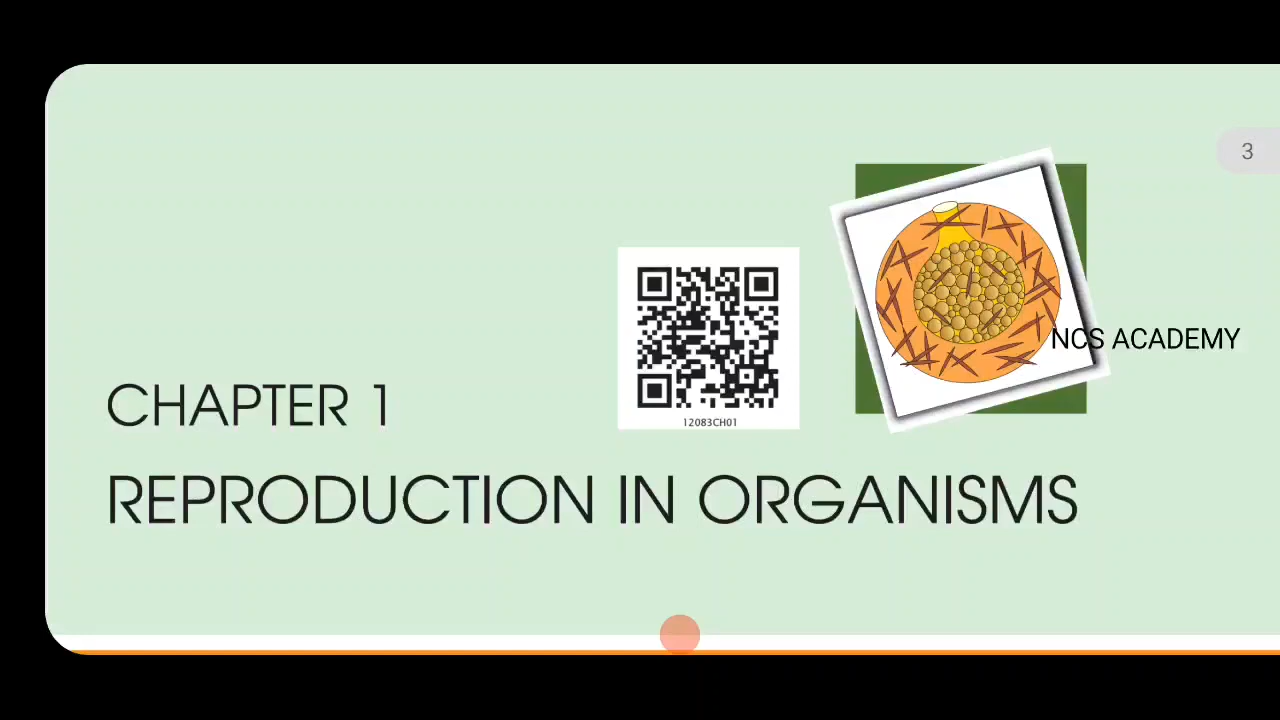 3
NCS ACADEMY
12083CH01
CHAPTER 1
REPRODUCTION IN ORGANISMS